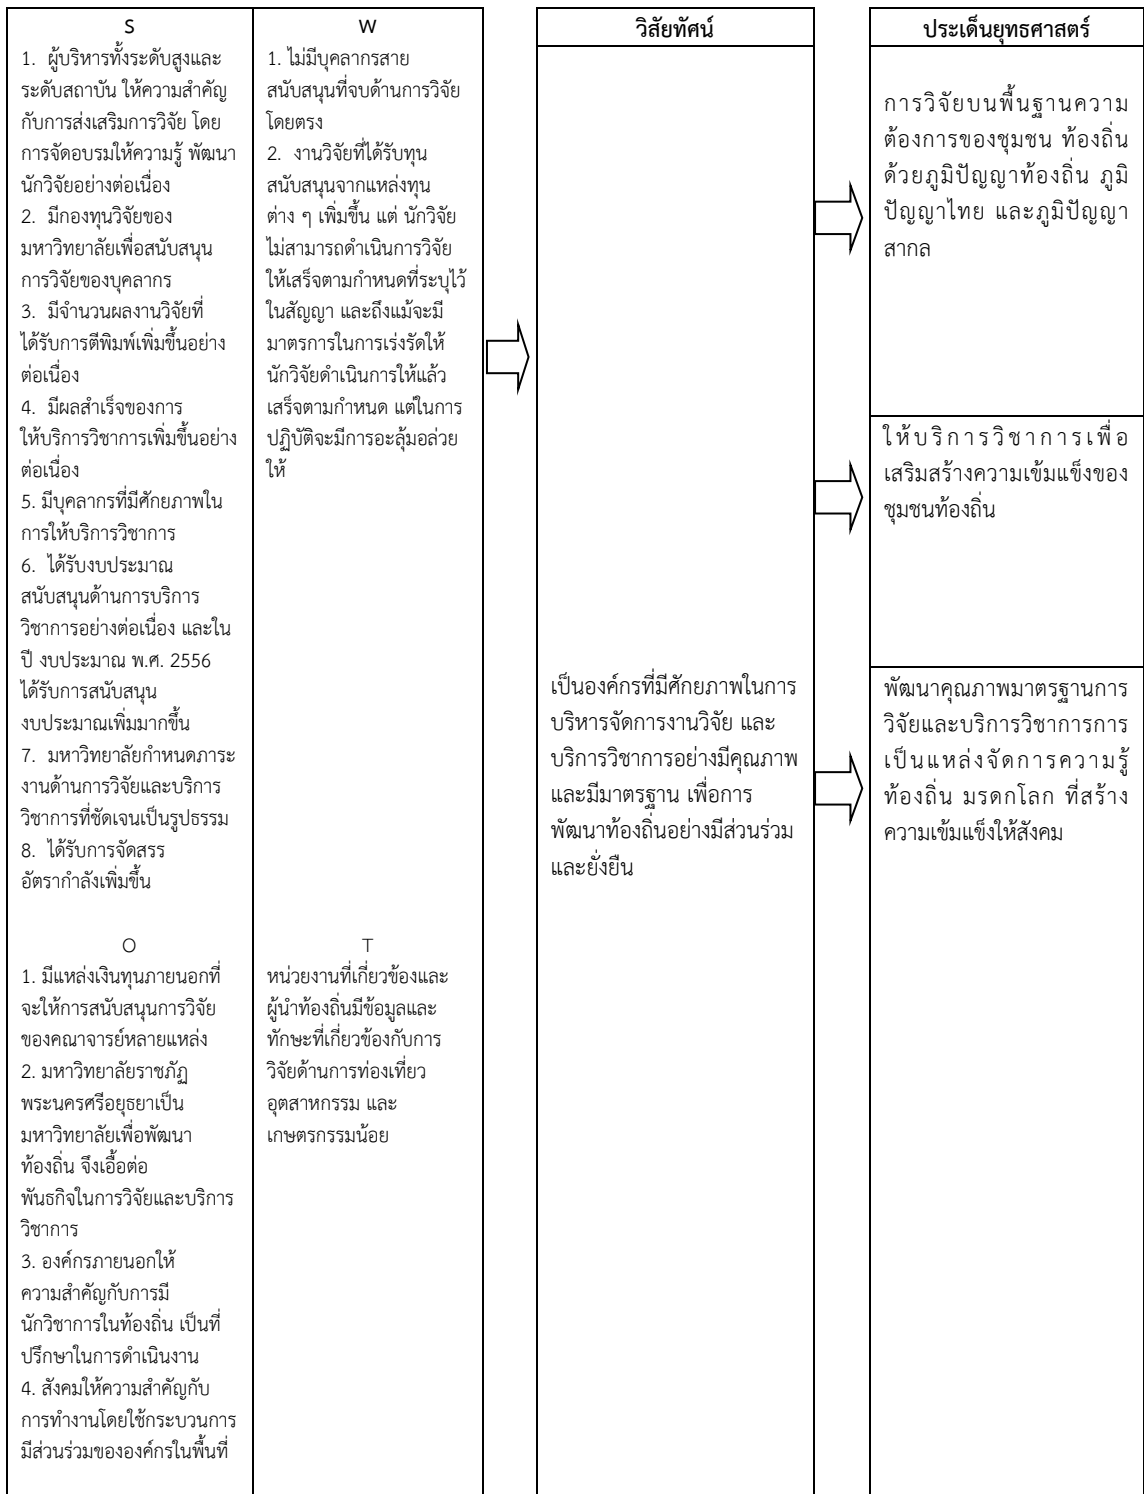 S
1. ผู้บริหารทั้งระดับสูงและ
ระดับสถาบัน ให้ความสำคัญ
กับการส่งเสริมการวิจัย โดย
การจัดอบรมให้ความรู้ พัฒนา
นักวิจัยอย่างต่อเนื่อง
2. มีกองทุนวิจัยของ
มหาวิทยาลัยเพื่อสนับสนุน
การวิจัยของบุคลากร
3. มีจำนวนผลงานวิจัยที่
ได้รับการตีพิมพ์เพิ่มขึ้นอย่าง
ต่อเนื่อง
4. มีผลสำเร็จของการ
ให้บริการวิชาการเพิ่มขึ้นอย่าง
ต่อเนื่อง
5. มีบุคลากรที่มีศักยภาพใน
การให้บริการวิชาการ
6. ได้รับงบประมาณ
สนับสนุนด้านการบริการ
วิชาการอย่างต่อเนื่อง และใน
ปี งบประมาณ พ.ศ. 2556
ได้รับการสนับสนุน
งบประมาณเพิ่มมากขึ้น
7. มหาวิทยาลัยกำหนดภาระ
งานด้านการวิจัยและบริการ
วิชาการที่ชัดเจนเป็นรูปธรรม
8. ได้รับการจัดสรร
อัตรากำลังเพิ่มขึ้น
W
1. ไม่มีบุคลากรสาย
สนับสนุนที่จบด้านการวิจัย
โดยตรง
2. งานวิจัยที่ได้รับทุน
สนับสนุนจากแหล่งทุน
ต่าง ๆ เพิ่มขึ้น แต่ นักวิจัย
ไม่สามารถดำเนินการวิจัย
ให้เสร็จตามกำหนดที่ระบุไว้
ในสัญญา และถึงแม้จะมี
มาตรการในการเร่งรัดให้
นักวิจัยดำเนินการให้แล้ว
เสร็จตามกำหนด แต่ในการ
ปฏิบัติจะมีการอะลุ้มอล่วย
ให้
O
1. มีแหล่งเงินทุนภายนอกที่
จะให้การสนับสนุนการวิจัย
ของคณาจารย์หลายแหล่ง
2. มหาวิทยาลัยราชภัฏ
พระนครศรีอยุธยาเป็น
มหาวิทยาลัยเพื่อพัฒนา
ท้องถิ่น จึงเอื้อต่อ
พันธกิจในการวิจัยและบริการ
วิชาการ
3. องค์กรภายนอกให้
ความสำคัญกับการมี
นักวิชาการในท้องถิ่น เป็นที่
ปรึกษาในการดำเนินงาน
4. สังคมให้ความสำคัญกับ
การทำงานโดยใช้กระบวนการ
มีส่วนร่วมขององค์กรในพื้นที่
T
หน่วยงานที่เกี่ยวข้องและ
ผู้นำท้องถิ่นมีข้อมูลและ
ทักษะที่เกี่ยวข้องกับการ
วิจัยด้านการท่องเที่ยว
อุตสาหกรรม และ
เกษตรกรรมน้อย
วิสัยทัศน์
เป็นองค์กรที่มีศักยภาพในการ
บริหารจัดการงานวิจัย และ
บริการวิชาการอย่างมีคุณภาพ
และมีมาตรฐาน เพื่อการ
พัฒนาท้องถิ่นอย่างมีส่วนร่วม
และยั่งยืน
ประเด็นยุทธศาสตร์
การวิจัยบนพื้นฐานความ
ต้องการของชุมชน ท้องถิ่น
ด้วยภูมิปัญญาท้องถิ่น ภูมิ
ปัญญาไทย และภูมิปัญญา
สากล
ให้บริการวิชาการเพื่อ
เสริมสร้างความเข้มแข็งของ
ชุมชนท้องถิ่น
พัฒนาคุณภาพมาตรฐานการ
วิจัยและบริการวิชาการการ
เป็นแหล่งจัดการความรู้
ท้องถิ่น มรดกโลก ที่สร้าง
ความเข้มแข็งให้สังคม